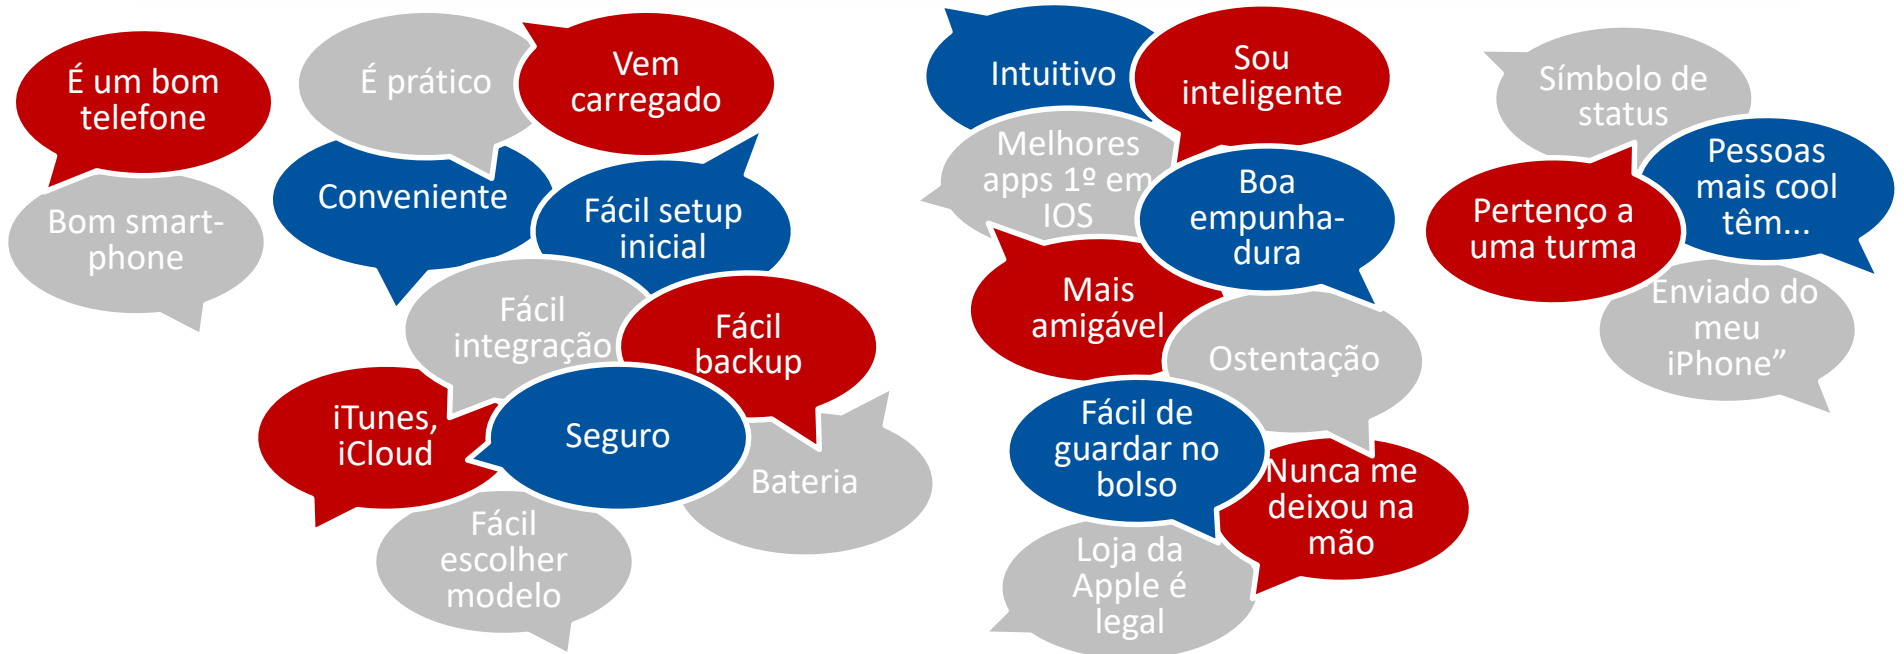 É um bom
telefone
Bom smart-
phone
É prático
Vem
carregado
Conveniente
Fácil setup
inicial
Fácil
integração
Fácil
backup
iTunes,
iCloud
Seguro
Bateria
Fácil
escolher
modelo
Intuitivo
Sou
inteligente
Melhores
apps 1º em
IOS
Boa
empunha-
dura
Mais
amigável
Ostentação
Fácil de
guardar no
bolso
Nunca me
deixou na
mão
Loja da
Apple é
legal
Símbolo de
status
Pessoas
mais cool
têm...
Pertenço a
uma turma
Enviado do
meu
iPhone”